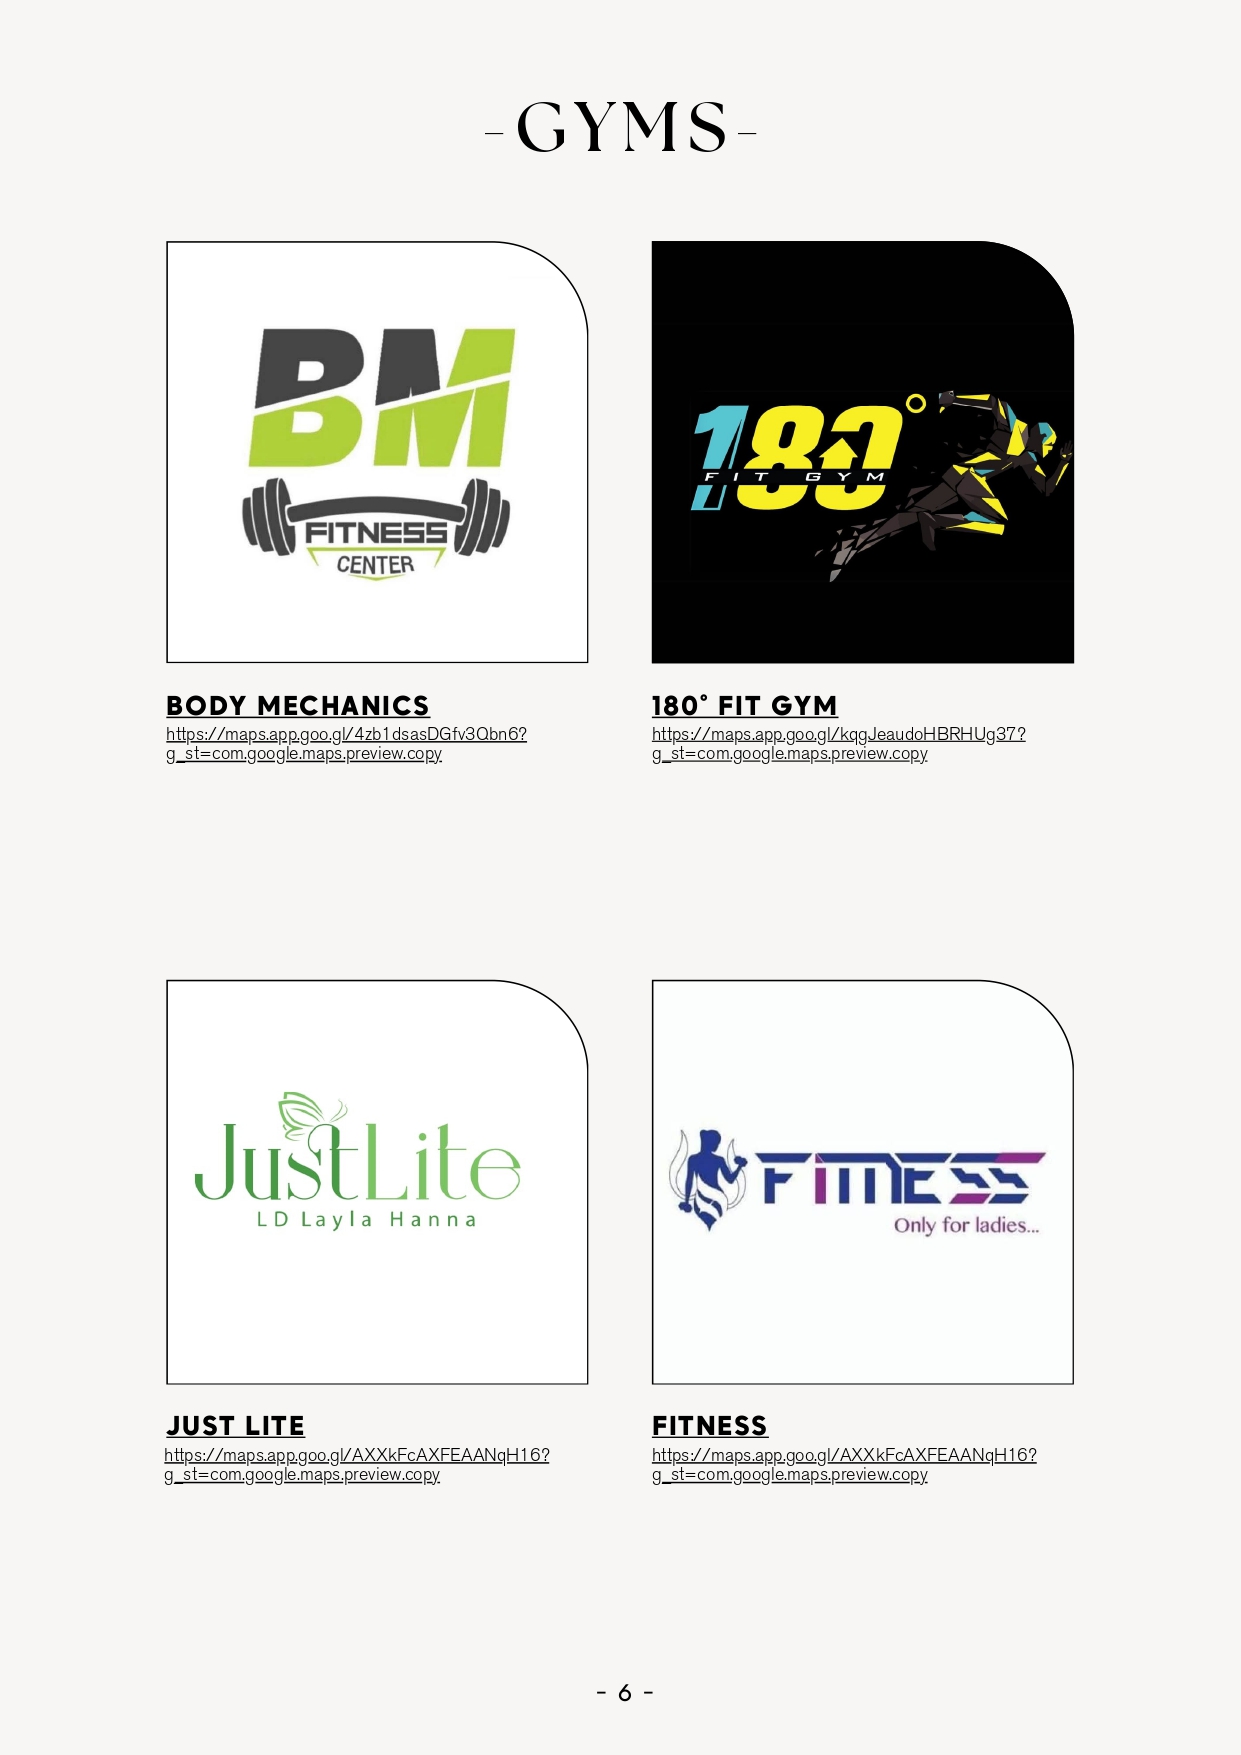 - GYMS -
BM
FITNESS
CENTER
180°
FIT GYM
BODY MECHANICS
https://maps.app.goo.gl/4zb1dsasDGfv3Qbn6?
g_st=com.google.maps.preview.copy
180° FIT GYM
https://maps.app.goo.gl/kqgJeaudoHBRHUg37?
g_st=com.google.maps.preview.copy
JustLite
LD Layla Hanna
FiTNESS
Only for ladies...
JUST LITE
https://maps.app.goo.gl/AXXkFcAXFEAANqH16?
g_st=com.google.maps.preview.copy
FITNESS
https://maps.app.goo.gl/AXXkFcAXFEAANqH16?
g_st=com.google.maps.preview.copy
- 6 -